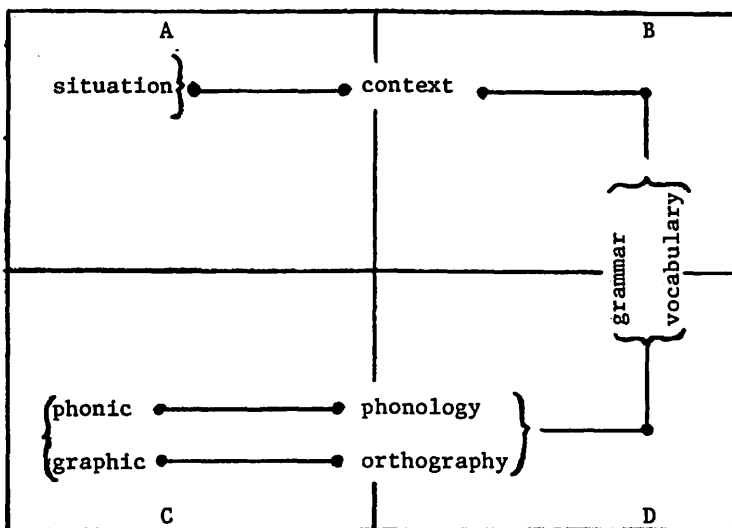 A B
situation context
grammar
vocabulary
phonic phonology
graphic orthography
C D